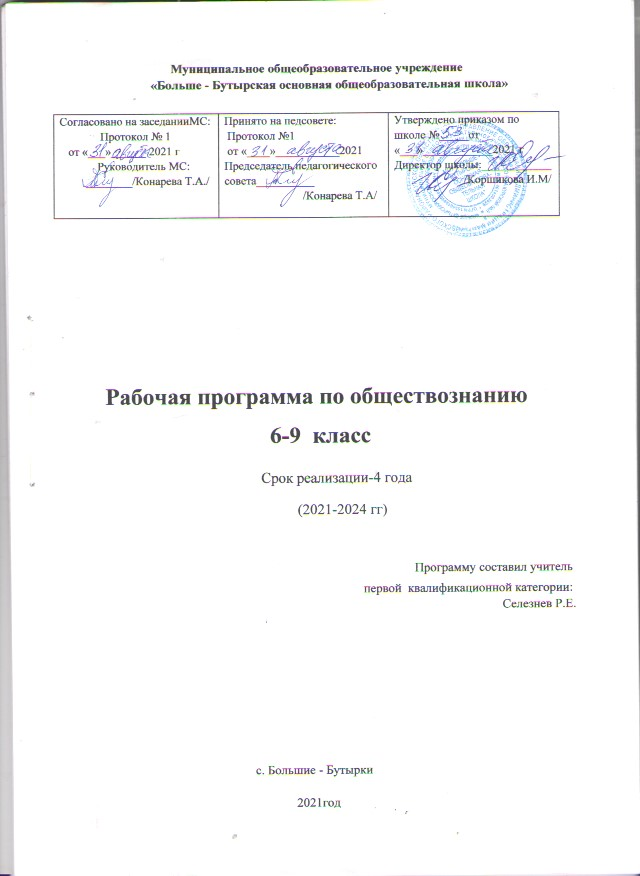 Муниципальное общеобразовательное учреждение
«Больше - Бутырская основная общеобразовательная школа»
Согласовано на заседанииМС:
Протокол № 1
от «31» августа 2021 г
Руководитель МС:
/Конарева Т.А./
Принято на педсовете:
Протокол №1
от « 31 » августа 2021
Председатель педагогического
совета
/Конарева Т.А/
Утверждено приказом по
школе № 53 от
« 31 августа 2021 г
Директор школы:
/Коршикова И.М/
Рабочая программа по обществознанию
6-9 класс
Срок реализации-4 года
(2021-2024 гг)
Программу составил учитель
первой квалификационной категории:
Селезнев Р.Е.
с. Большие - Бутырки
2021год